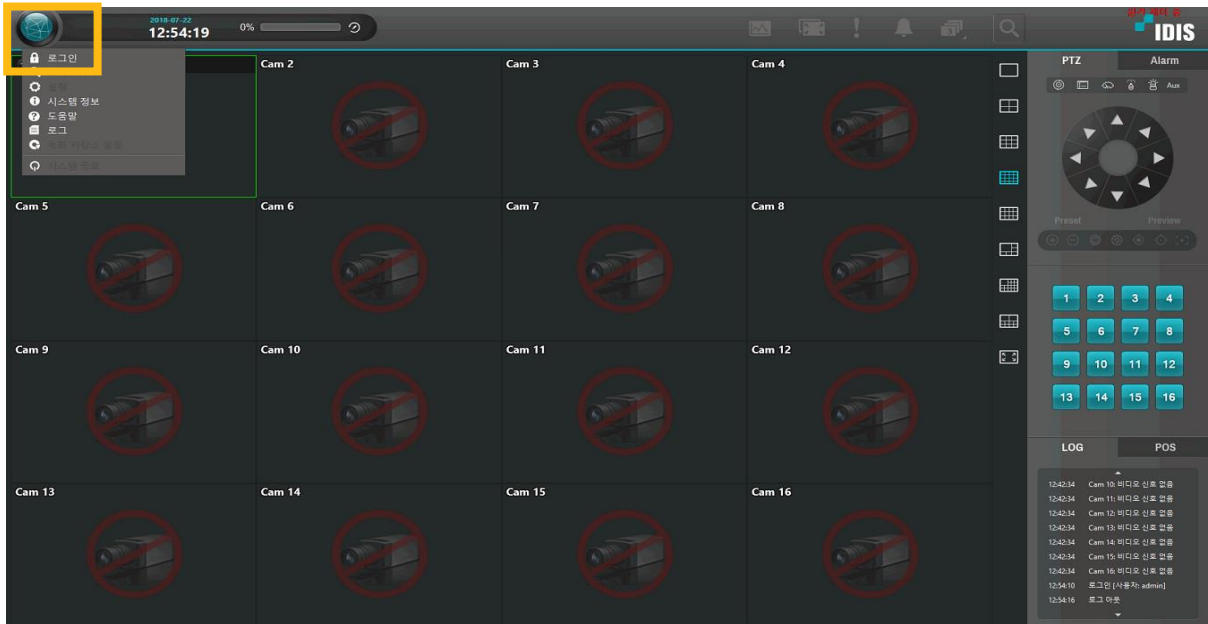 2018-07-22
12:54:19
0%
IDIS
로그인
설정
시스템 정보
도움말
로그
시스템 종료
Cam 2
Cam 3
Cam 4
PTZ
Alarm
Aux
Cam 5
Cam 6
Cam 7
Cam 8
Preset
Preview
1 2 3 4
5 6 7 8
Cam 9
Cam 10
Cam 11
Cam 12
9 10 11 12
13 14 15 16
LOG
POS
Cam 13
Cam 14
Cam 15
Cam 16
12:42:34 Cam 10: 비디오 신호 없음
12:42:34 Cam 11: 비디오 신호 없음
12:42:34 Cam 12: 비디오 신호 없음
12:42:34 Cam 13: 비디오 신호 없음
12:42:34 Cam 14: 비디오 신호 없음
12:42:34 Cam 15: 비디오 신호 없음
12:42:34 Cam 16: 비디오 신호 없음
12:54:10 로그인 [사용자: admin]
12:54:16 로그 아웃